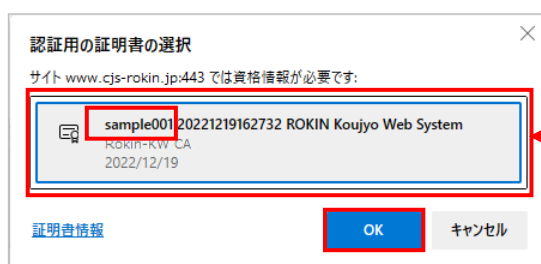 認証用の証明書の選択
サイト www.cjs-rokin.jp:443 では資格情報が必要です:
sample001 20221219162732 ROKIN Koujyo Web System
Rokin-KW CA
2022/12/19
証明書情報
OK
キャンセル